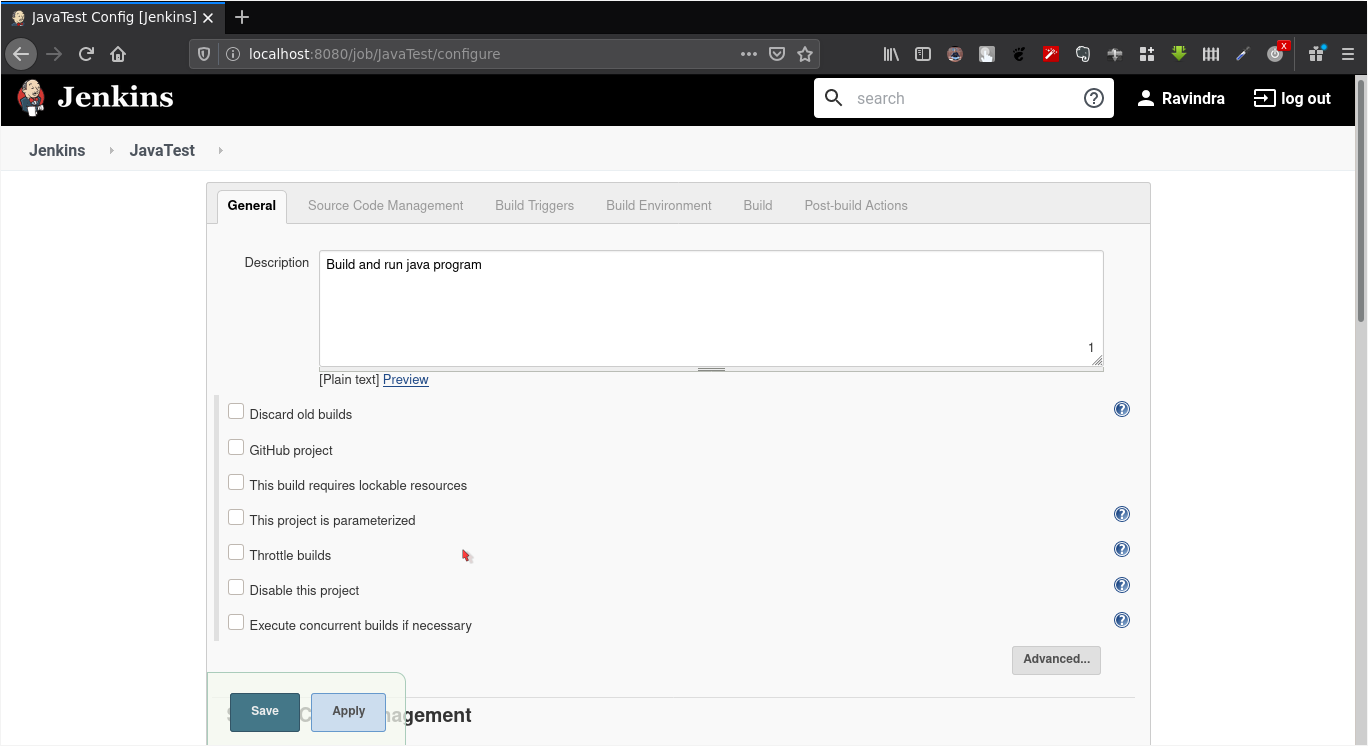 JavaTest Config [Jenkins]
localhost:8080/job/JavaTest/configure
x
Jenkins
search
Ravindra
log out
Jenkins
JavaTest
General
Source Code Management
Build Triggers
Build Environment
Build
Post-build Actions
Description
Build and run java program
1
[Plain text] Preview
Discard old builds
GitHub project
This build requires lockable resources
This project is parameterized
Throttle builds
Disable this project
Execute concurrent builds if necessary
Advanced...
Save
Apply
agement